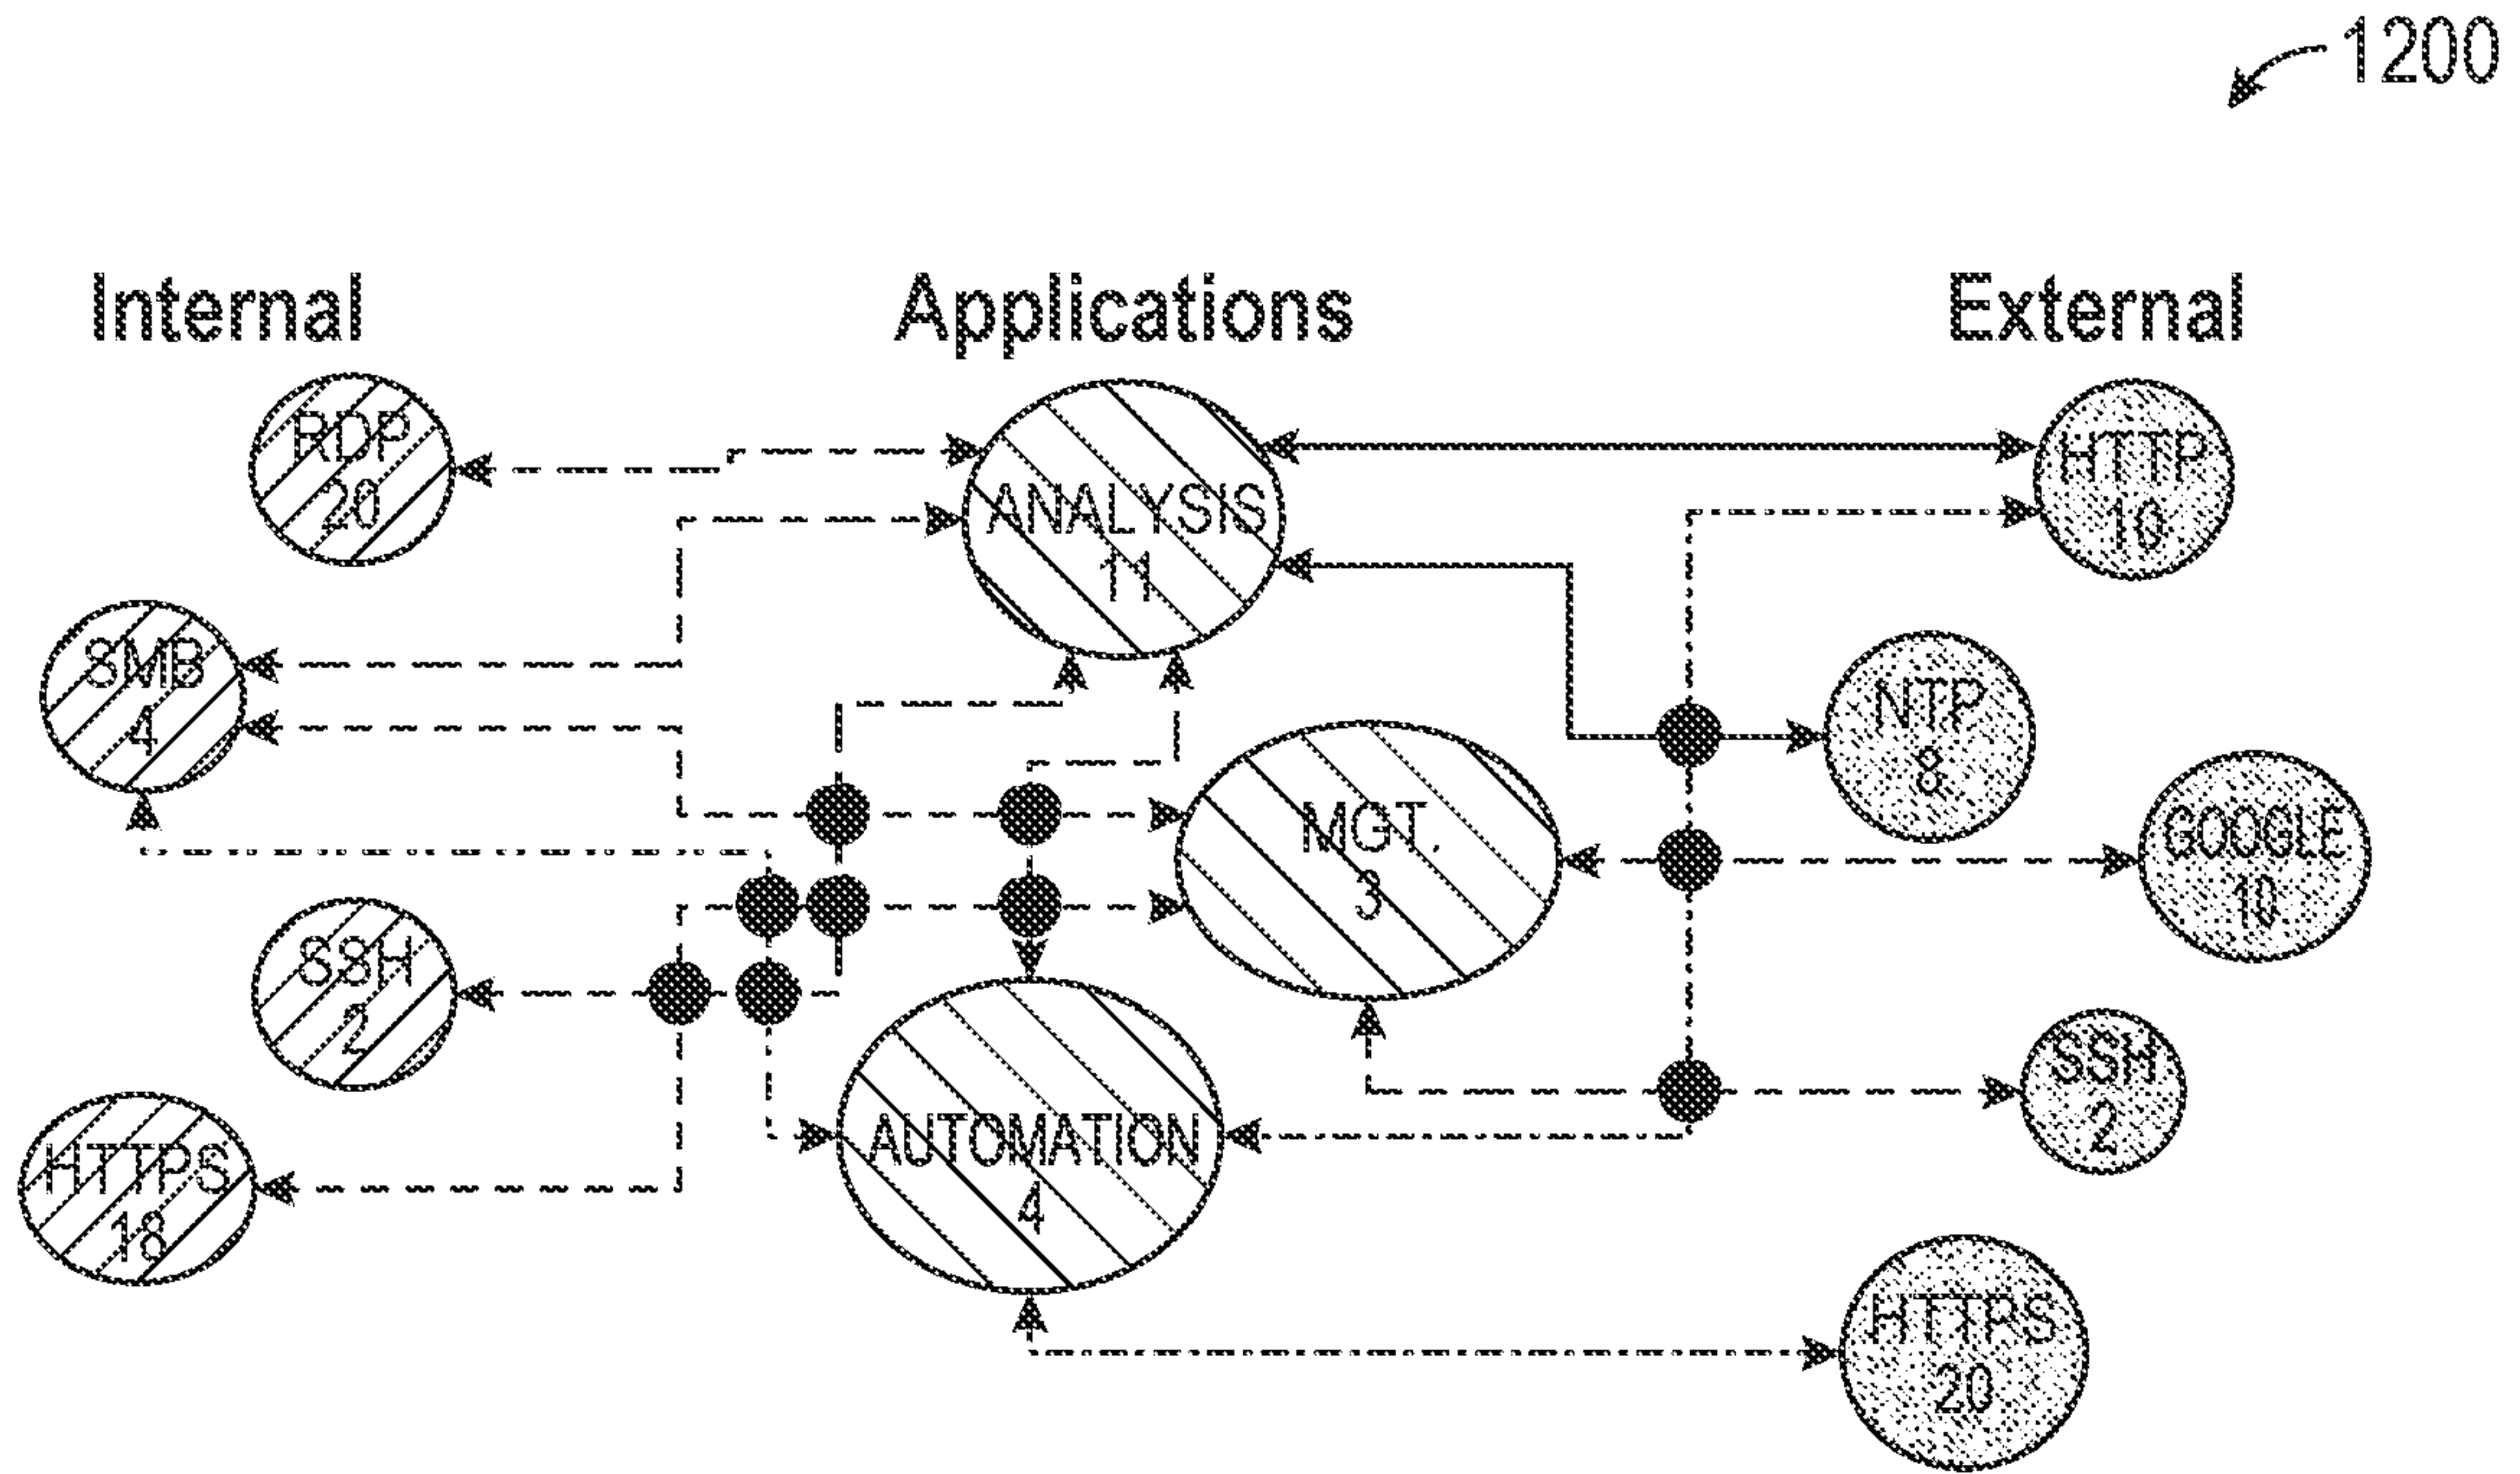 1200
Internal
Applications
External
RDP
20
SMB
4
SSH
2
HTTPS
18
ANALYSIS
11
MGT.
3
AUTOMATION
4
HTTP
10
NTP
8
GOOGLE
10
SSH
2
HTTPS
20